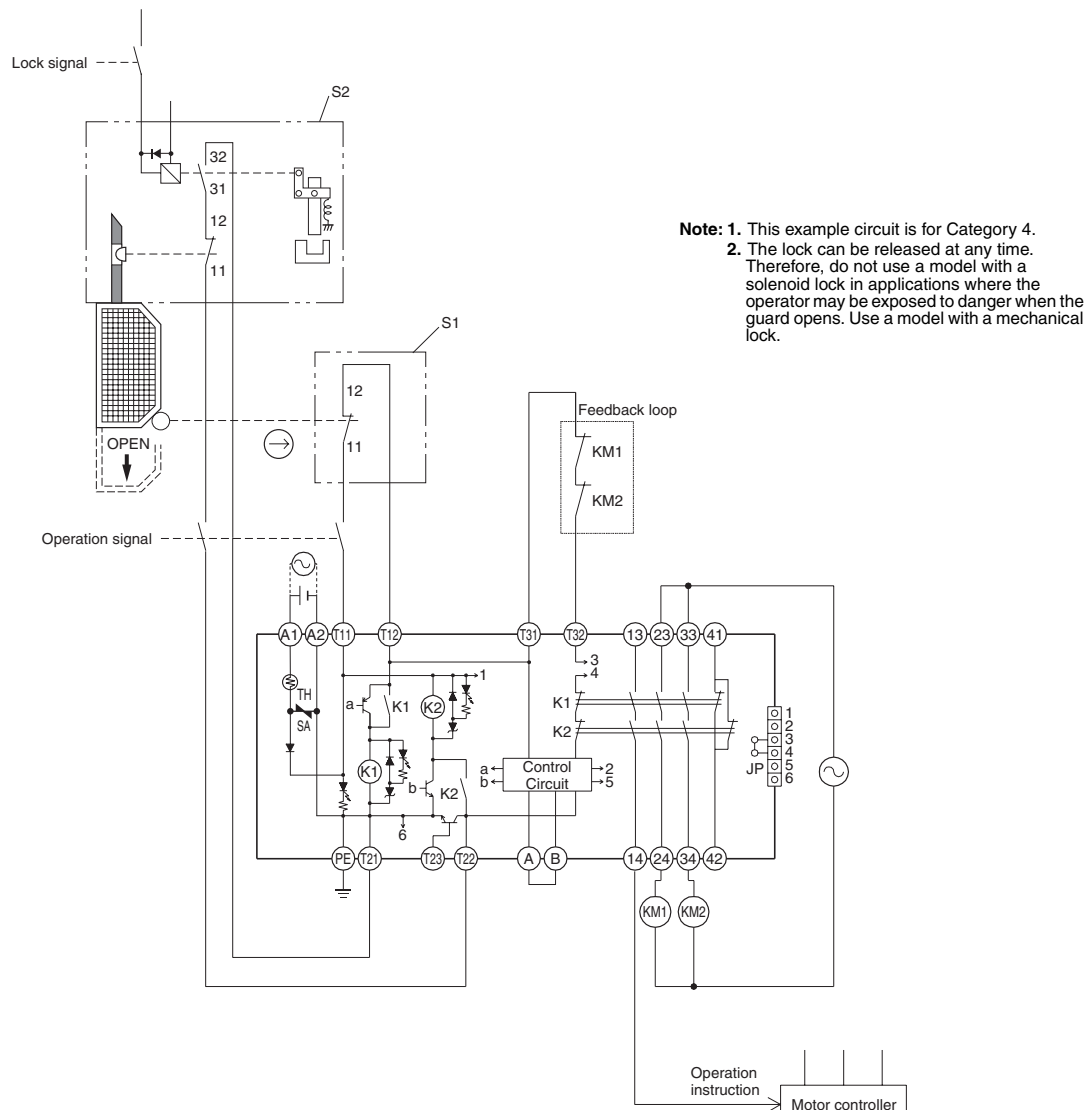 Lock signal
S2
32
31
12
11
Note: 1. This example circuit is for Category 4.
2. The lock can be released at any time.
Therefore, do not use a model with a
solenoid lock in applications where the
operator may be exposed to danger when the
guard opens. Use a model with a mechanical
lock.
S1
12
11
OPEN
Feedback loop
KM1
KM2
Operation signal
A1 A2 T11 T12 T31 T32 13 23 33 41
TH
SA
a
K1
K2
1
3
4
K1
K2
K1
b
K2
6
a
b
Control
Circuit
2
5
1
2
3
4
5
6
JP
PE T21 T23 T22 A B 14 24 34 42
KM1 KM2
Operation
instruction
Motor controller